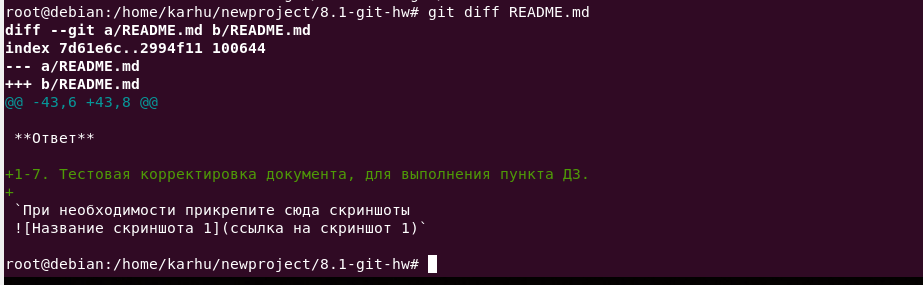 root@debian:/home/karhu/newproject/8.1-git-hw# git diff README.md
diff --git a/README.md b/README.md
index 7d61e6c..2994f11 100644
--- a/README.md
+++ b/README.md
@@ -43,6 +43,8 @@

 **Ответ**

+1-7. Тестовая корректировка документа, для выполнения пункта ДЗ.
+
 `При необходимости прикрепите сюда скриншоты
 ![Название скриншота 1](ссылка на скриншот 1)`

root@debian:/home/karhu/newproject/8.1-git-hw#